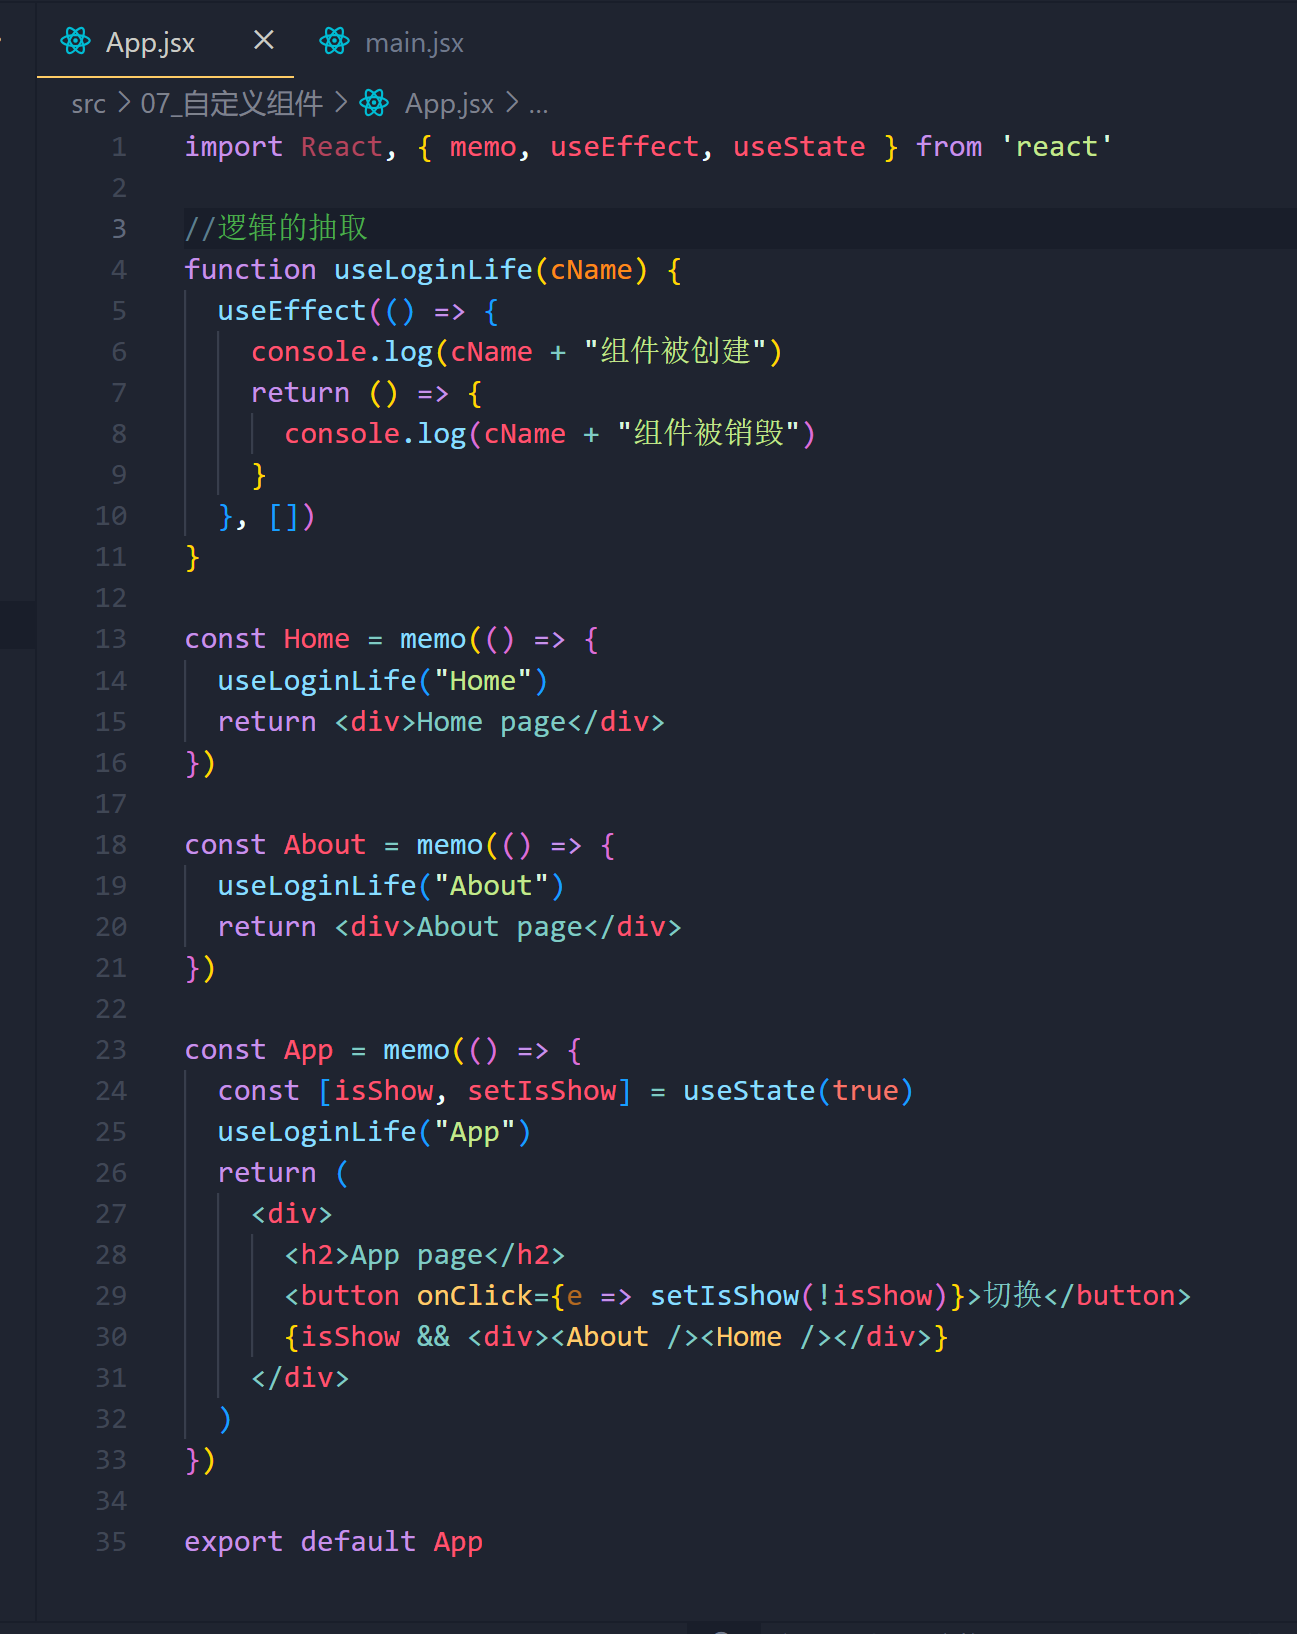 App.jsx × main.jsx
src > 07_自定义组件 > App.jsx > ...
1 import React, { memo, useEffect, useState } from 'react'
2
3 //逻辑的抽取
4 function useLoginLife(cName) {
5   useEffect(() => {
6     console.log(cName + "组件被创建")
7     return () => {
8       console.log(cName + "组件被销毁")
9     }
10   }, [])
11 }
12
13 const Home = memo(() => {
14   useLoginLife("Home")
15   return <div>Home page</div>
16 })
17
18 const About = memo(() => {
19   useLoginLife("About")
20   return <div>About page</div>
21 })
22
23 const App = memo(() => {
24   const [isShow, setIsShow] = useState(true)
25   useLoginLife("App")
26   return (
27     <div>
28       <h2>App page</h2>
29       <button onClick={e => setIsShow(!isShow)}>切换</button>
30       {isShow && <div><About /><Home /></div>}
31     </div>
32   )
33 })
34
35 export default App